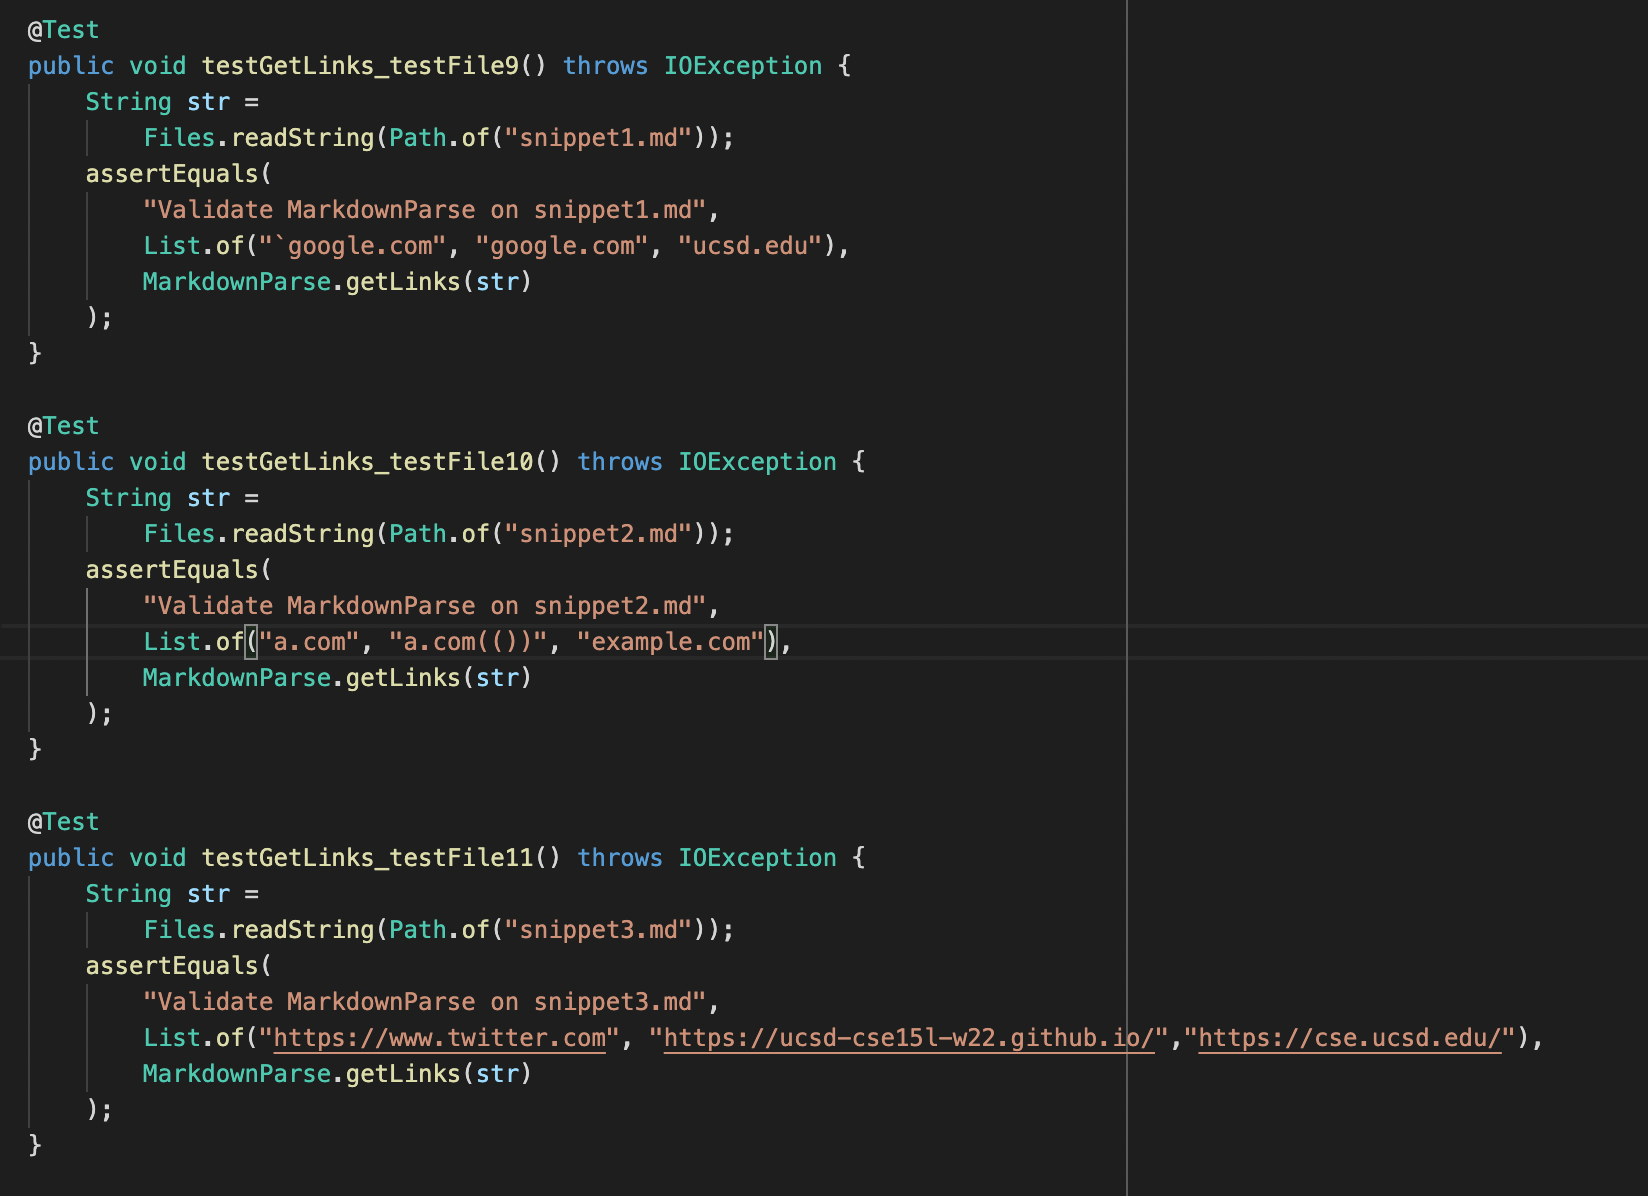 @Test
public void testGetLinks_testFile9() throws IOException {
    String str =
        Files.readString(Path.of("snippet1.md"));
    assertEquals(
        "Validate MarkdownParse on snippet1.md",
        List.of("`google.com", "google.com", "ucsd.edu"),
        MarkdownParse.getLinks(str)
    );
}

@Test
public void testGetLinks_testFile10() throws IOException {
    String str =
        Files.readString(Path.of("snippet2.md"));
    assertEquals(
        "Validate MarkdownParse on snippet2.md",
        List.of("a.com", "a.com(())", "example.com"),
        MarkdownParse.getLinks(str)
    );
}

@Test
public void testGetLinks_testFile11() throws IOException {
    String str =
        Files.readString(Path.of("snippet3.md"));
    assertEquals(
        "Validate MarkdownParse on snippet3.md",
        List.of("https://www.twitter.com", "https://ucsd-cse15l-w22.github.io/","https://cse.ucsd.edu/"),
        MarkdownParse.getLinks(str)
    );
}